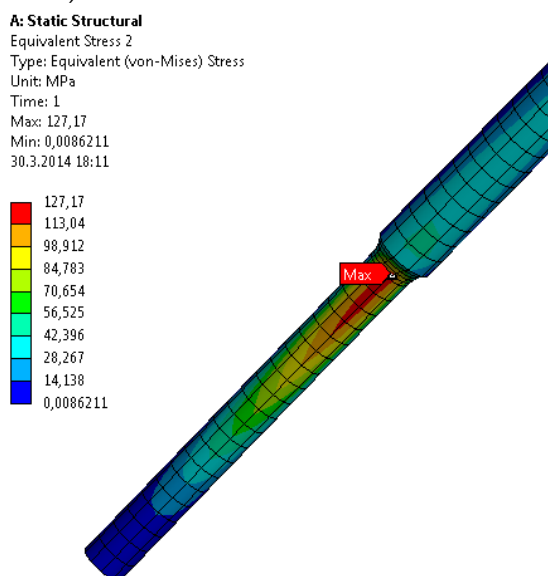 A: Static Structural
Equivalent Stress 2
Type: Equivalent (von-Mises) Stress
Unit: MPa
Time: 1
Max: 127,17
Min: 0,0086211
30.3.2014 18:11
127,17
113,04
98,912
84,783
70,654
56,525
42,396
28,267
14,138
0,0086211
Max